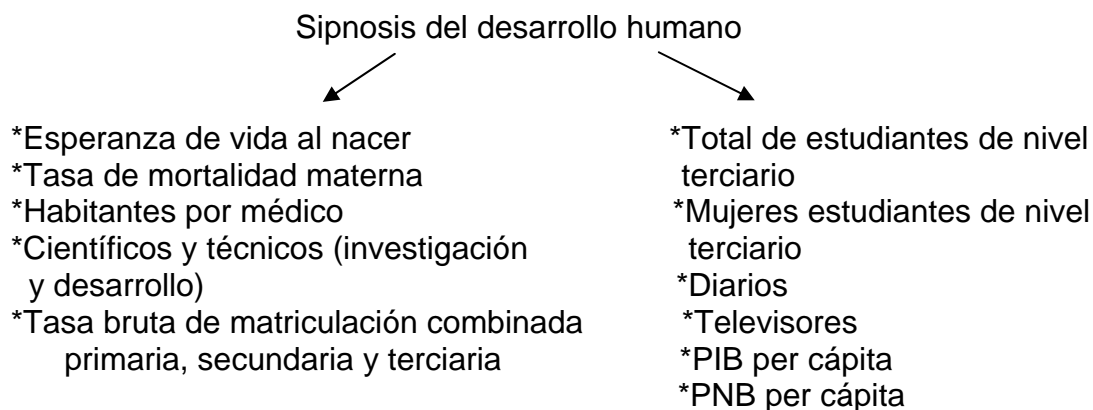 Sipnosis del desarrollo humano
*Esperanza de vida al nacer
*Tasa de mortalidad materna
*Habitantes por médico
*Científicos y técnicos (investigación
y desarrollo)
*Tasa bruta de matriculación combinada
primaria, secundaria y terciaria
*Total de estudiantes de nivel
terciario
*Mujeres estudiantes de nivel
terciario
*Diarios
*Televisores
*PIB per cápita
*PNB per cápita